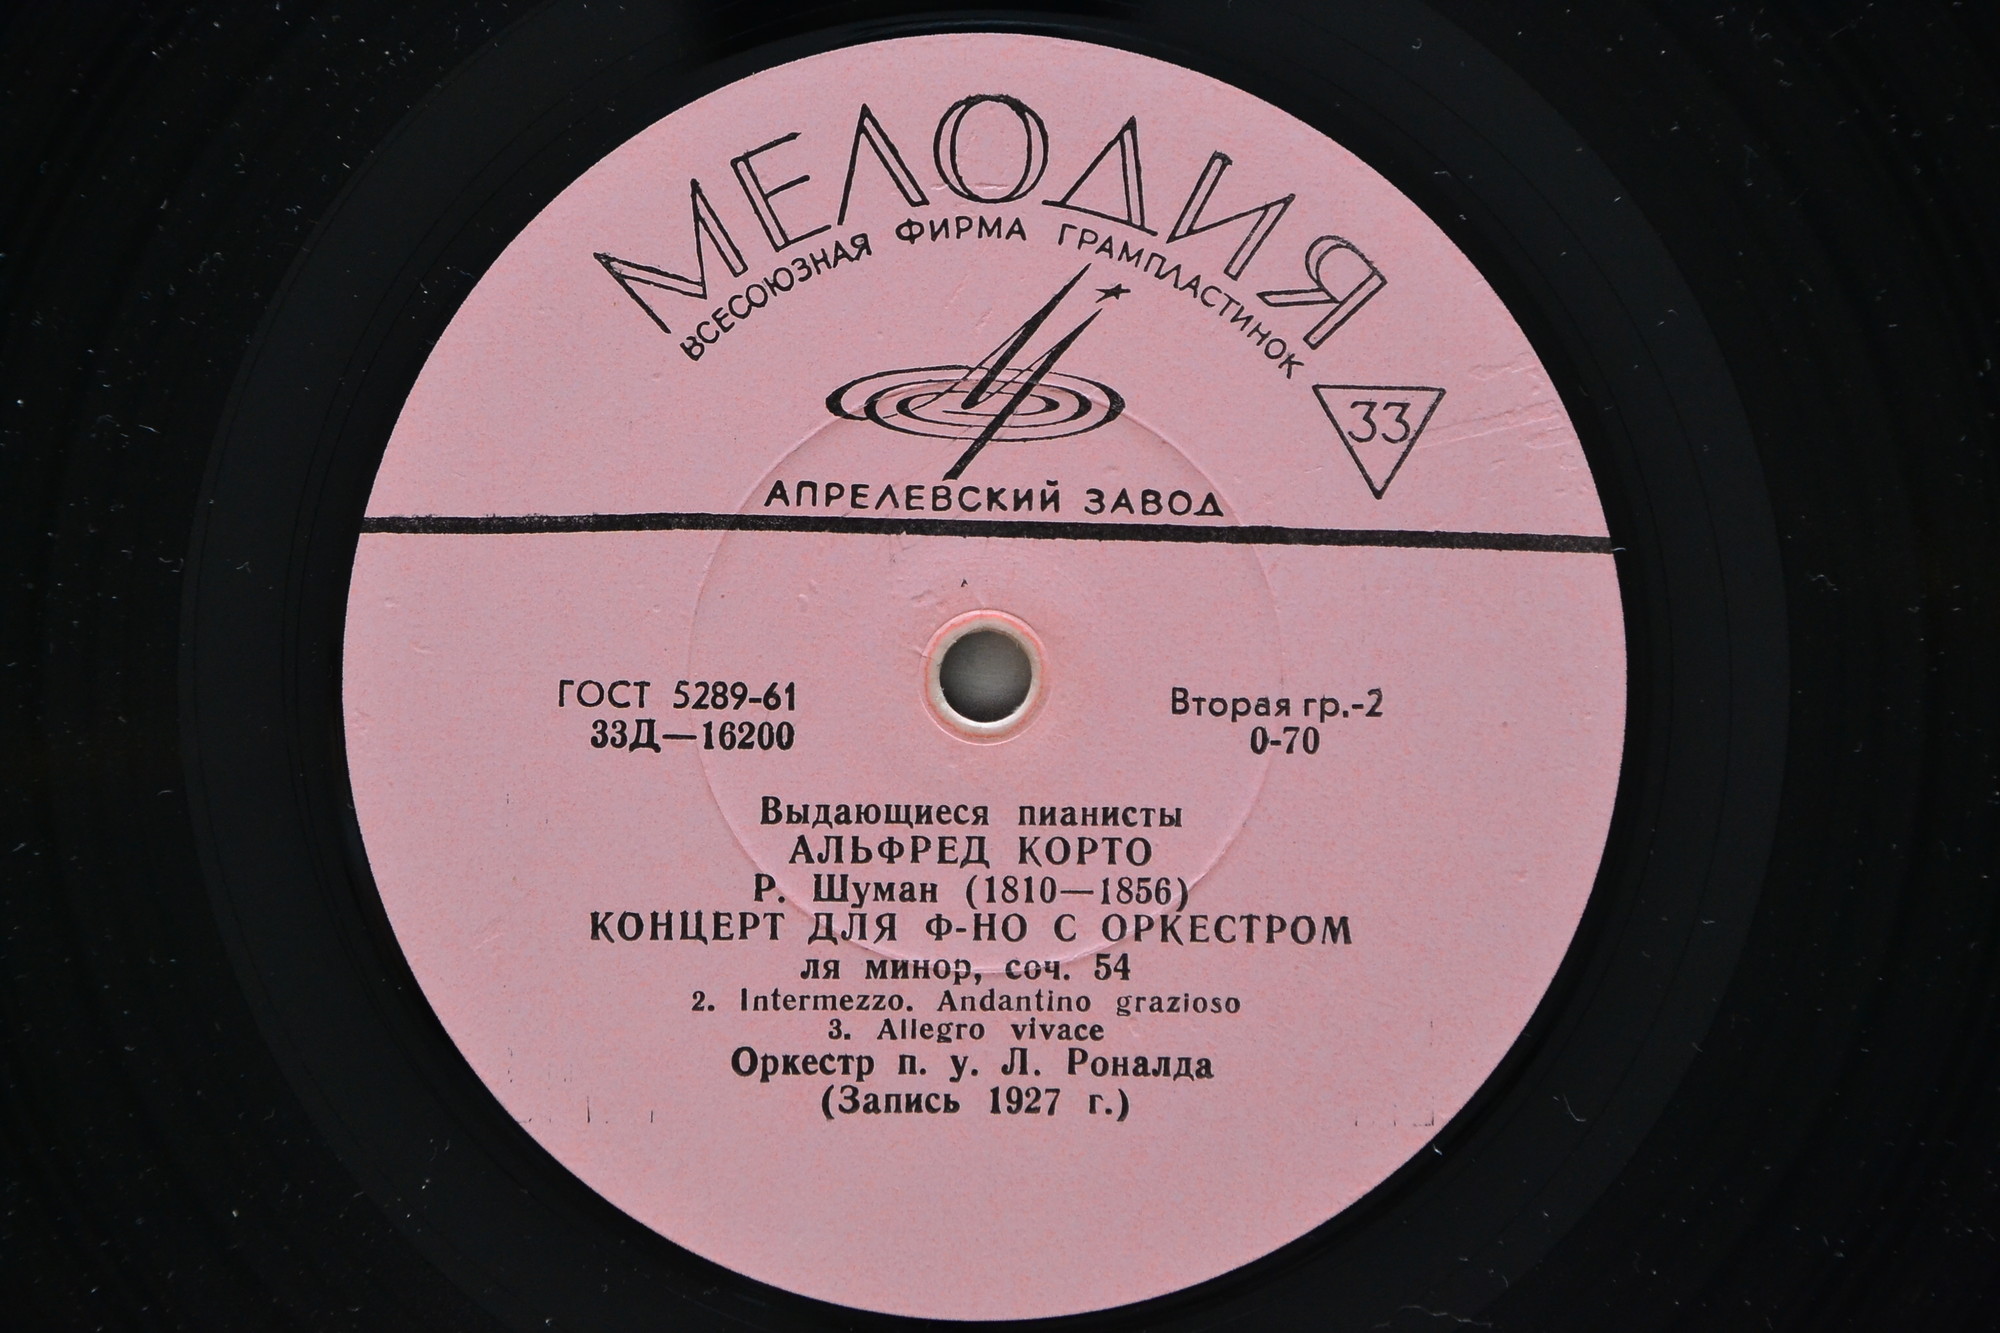 МЕЛОДИЯ
ВСЕСОЮЗНАЯ ФИРМА ГРАМПЛАСТИНОК
33
АПРЕЛЕВСКИЙ ЗАВОД
ГОСТ 5289-61
33Д—16200
Вторая гр.-2
0-70
Выдающиеся пианисты
АЛЬФРЕД КОРТО
Р. Шуман (1810—1856)
КОНЦЕРТ ДЛЯ Ф-НО С ОРКЕСТРОМ
ля минор, соч. 54
2. Intermezzo. Andantino grazioso
3. Allegro vivace
Оркестр п. у. Л. Роналда
(Запись 1927 г.)